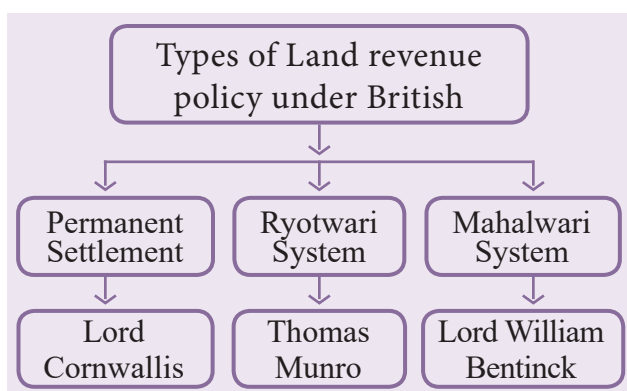 Types of Land revenue
policy under British
Permanent
Settlement
Ryotwari
System
Mahalwari
System
Lord
Cornwallis
Thomas
Munro
Lord William
Bentinck